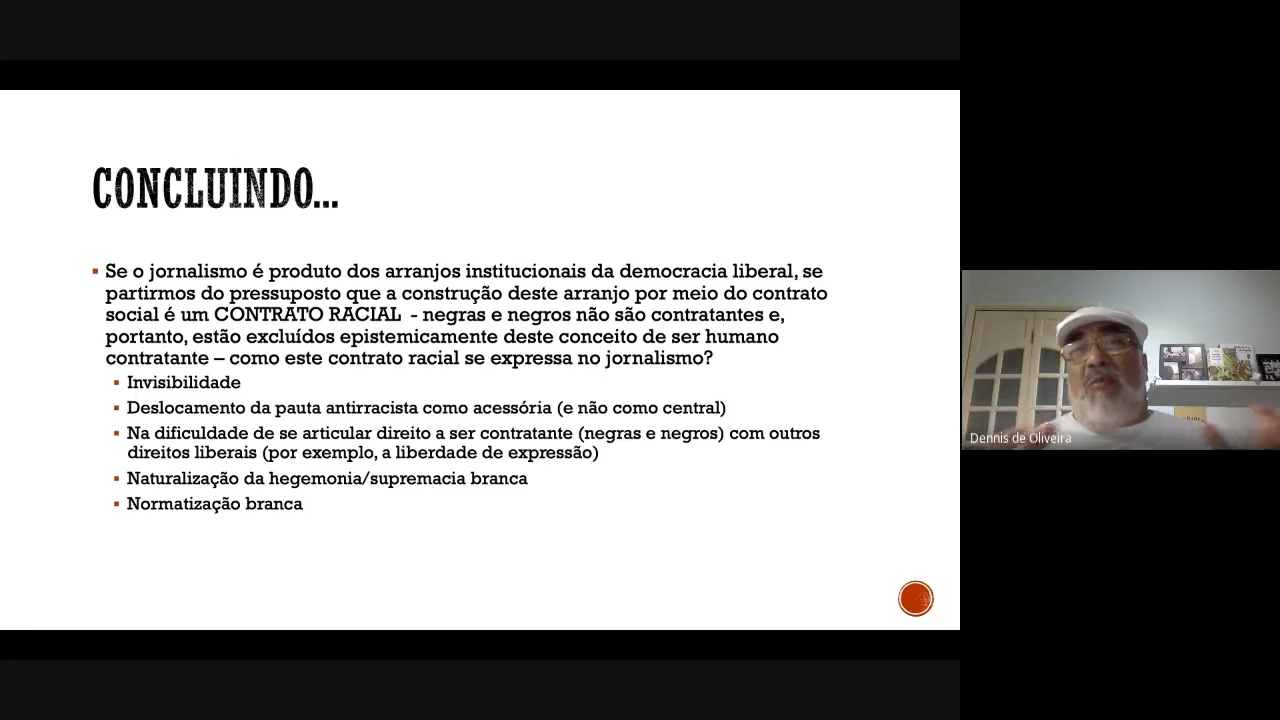 CONCLUINDO...
▪ Se o jornalismo é produto dos arranjos institucionais da democracia liberal, se
partirmos do pressuposto que a construção deste arranjo por meio do contrato
social é um CONTRATO RACIAL - negras e negros não são contratantes e,
portanto, estão excluídos epistemicamente deste conceito de ser humano
contratante – como este contrato racial se expressa no jornalismo?
▪ Invisibilidade
▪ Deslocamento da pauta antirracista como acessória (e não como central)
▪ Na dificuldade de se articular direito a ser contratante (negras e negros) com outros
direitos liberais (por exemplo, a liberdade de expressão)
▪ Naturalização da hegemonia/supremacia branca
▪ Normatização branca
Dennis de Oliveira